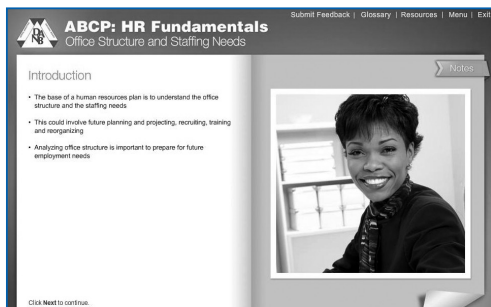 Submit Feedback | Glossary | Resources | Menu | Exit
DANB
ABCP: HR Fundamentals
Office Structure and Staffing Needs
Notes
Introduction
• The base of a human resources plan is to understand the office
structure and the staffing needs
• This could involve future planning and projecting, recruiting, training
and reorganizing
• Analyzing office structure is important to prepare for future
employment needs
Click Next to continue.